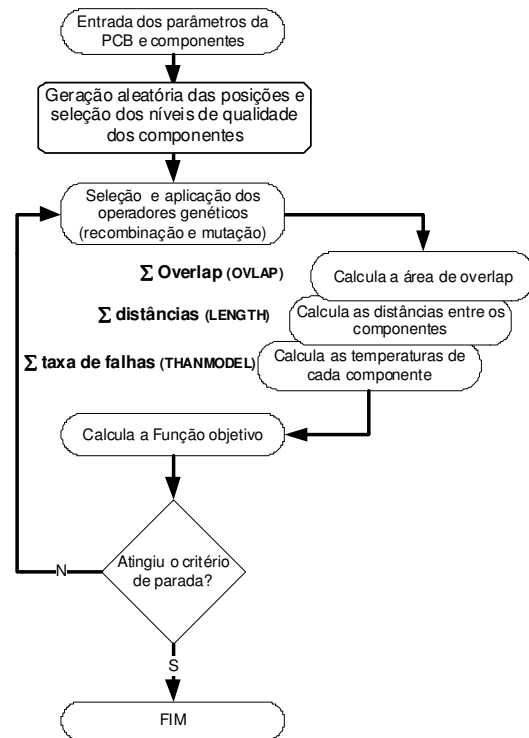 Entrada dos parâmetros da
PCB e componentes
Geração aleatória das posições e
seleção dos níveis de qualidade
dos componentes
Seleção e aplicação dos
operadores genéticos
(recombinação e mutação)
Σ Overlap (OVLAP)
Calcula a área de overlap
Σ distâncias (LENGTH)
Calcula as distâncias entre os
componentes
Σ taxa de falhas (THANMODEL)
Calcula as temperaturas de
cada componente
Calcula a Função objetivo
Atingiu o critério
de parada?
N
S
FIM